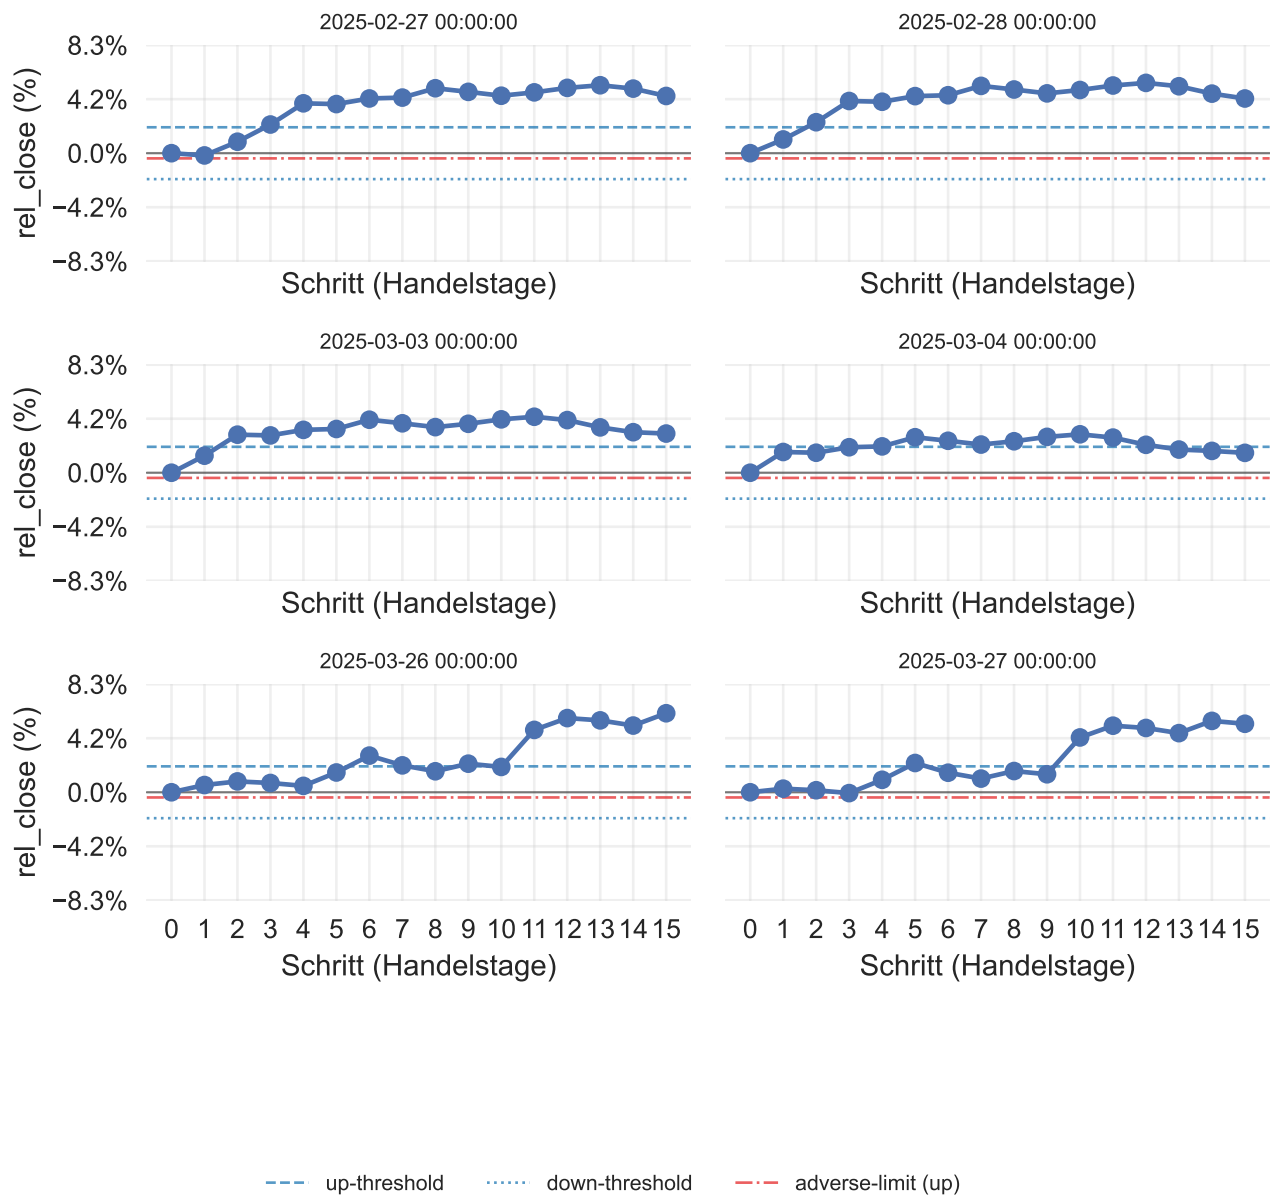 2025-02-27 00:00:00
2025-02-28 00:00:00
8.3%
4.2%
0.0%
−4.2%
−8.3%
rel_close (%)
Schritt (Handelstage)
Schritt (Handelstage)
2025-03-03 00:00:00
2025-03-04 00:00:00
8.3%
4.2%
0.0%
−4.2%
−8.3%
rel_close (%)
Schritt (Handelstage)
Schritt (Handelstage)
2025-03-26 00:00:00
2025-03-27 00:00:00
8.3%
4.2%
0.0%
−4.2%
−8.3%
rel_close (%)
0 1 2 3 4 5 6 7 8 9 10 11 12 13 14 15
0 1 2 3 4 5 6 7 8 9 10 11 12 13 14 15
Schritt (Handelstage)
Schritt (Handelstage)
up-threshold
down-threshold
adverse-limit (up)